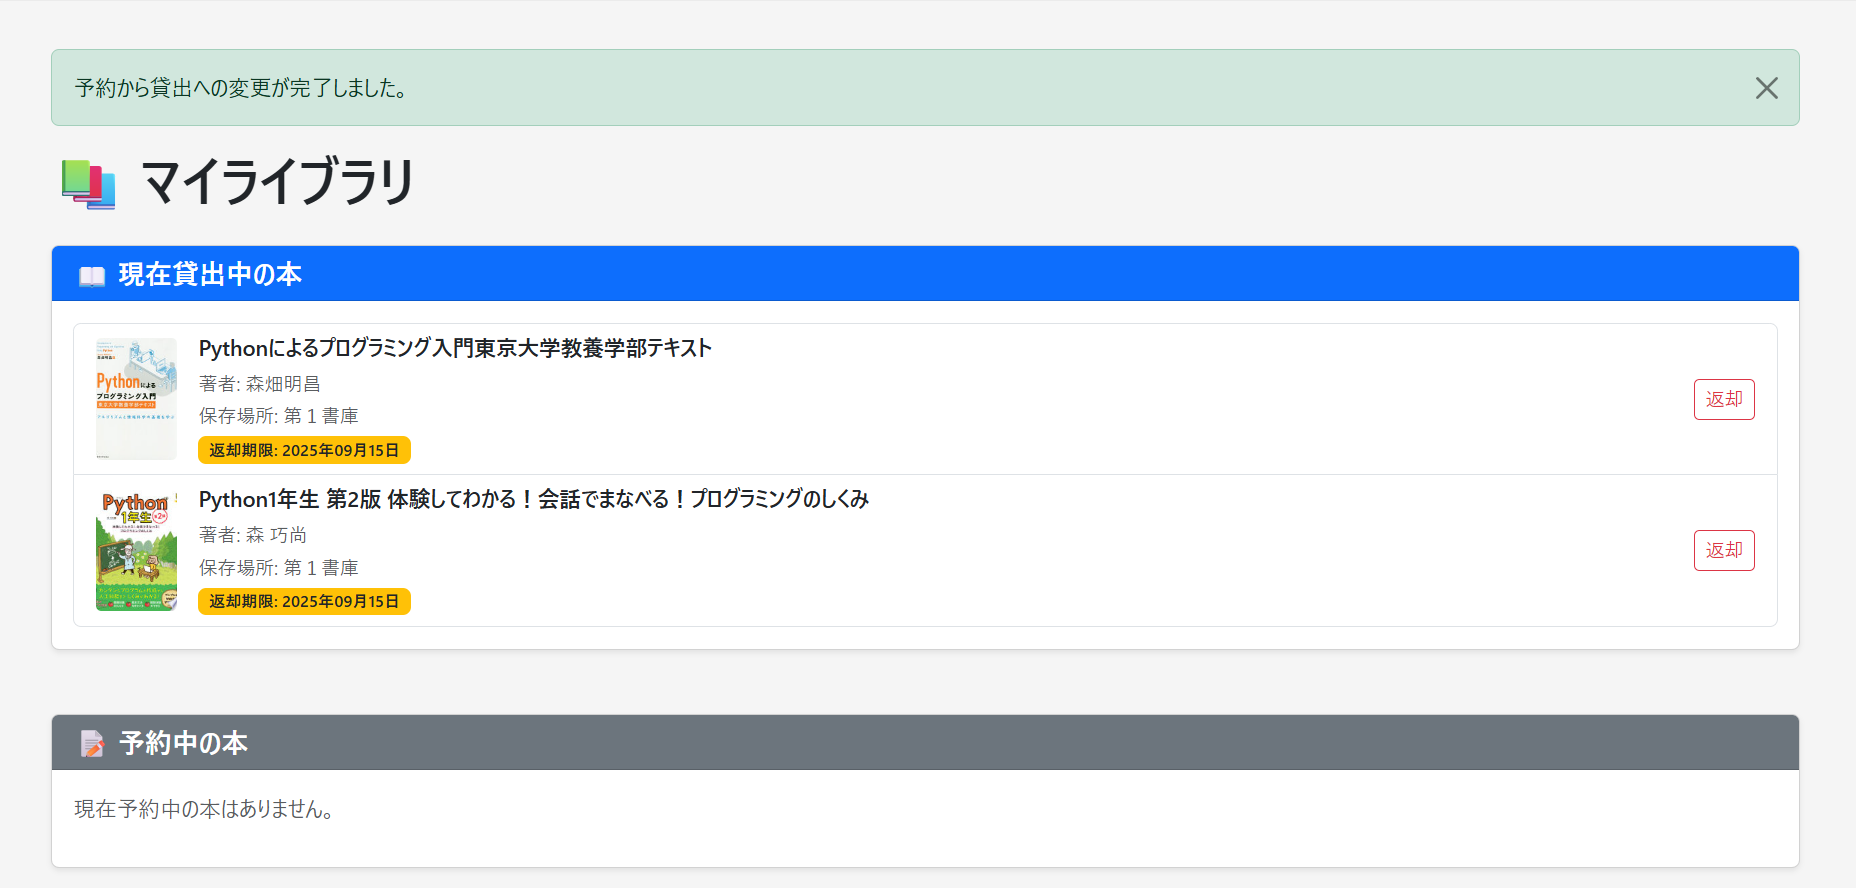 予約から貸出への変更が完了しました。
マイライブラリ
現在貸出中の本
Pythonによるプログラミング入門東京大学教養学部テキスト
著者: 森畑明昌
保存場所: 第１書庫
返却期限: 2025年09月15日
返却
Pythonによる
プログラミング入門
Python1年生 第2版 体験してわかる！会話でまなべる！プログラミングのしくみ
著者: 森 巧尚
保存場所: 第１書庫
返却期限: 2025年09月15日
返却
Python
1年生
予約中の本
現在予約中の本はありません。